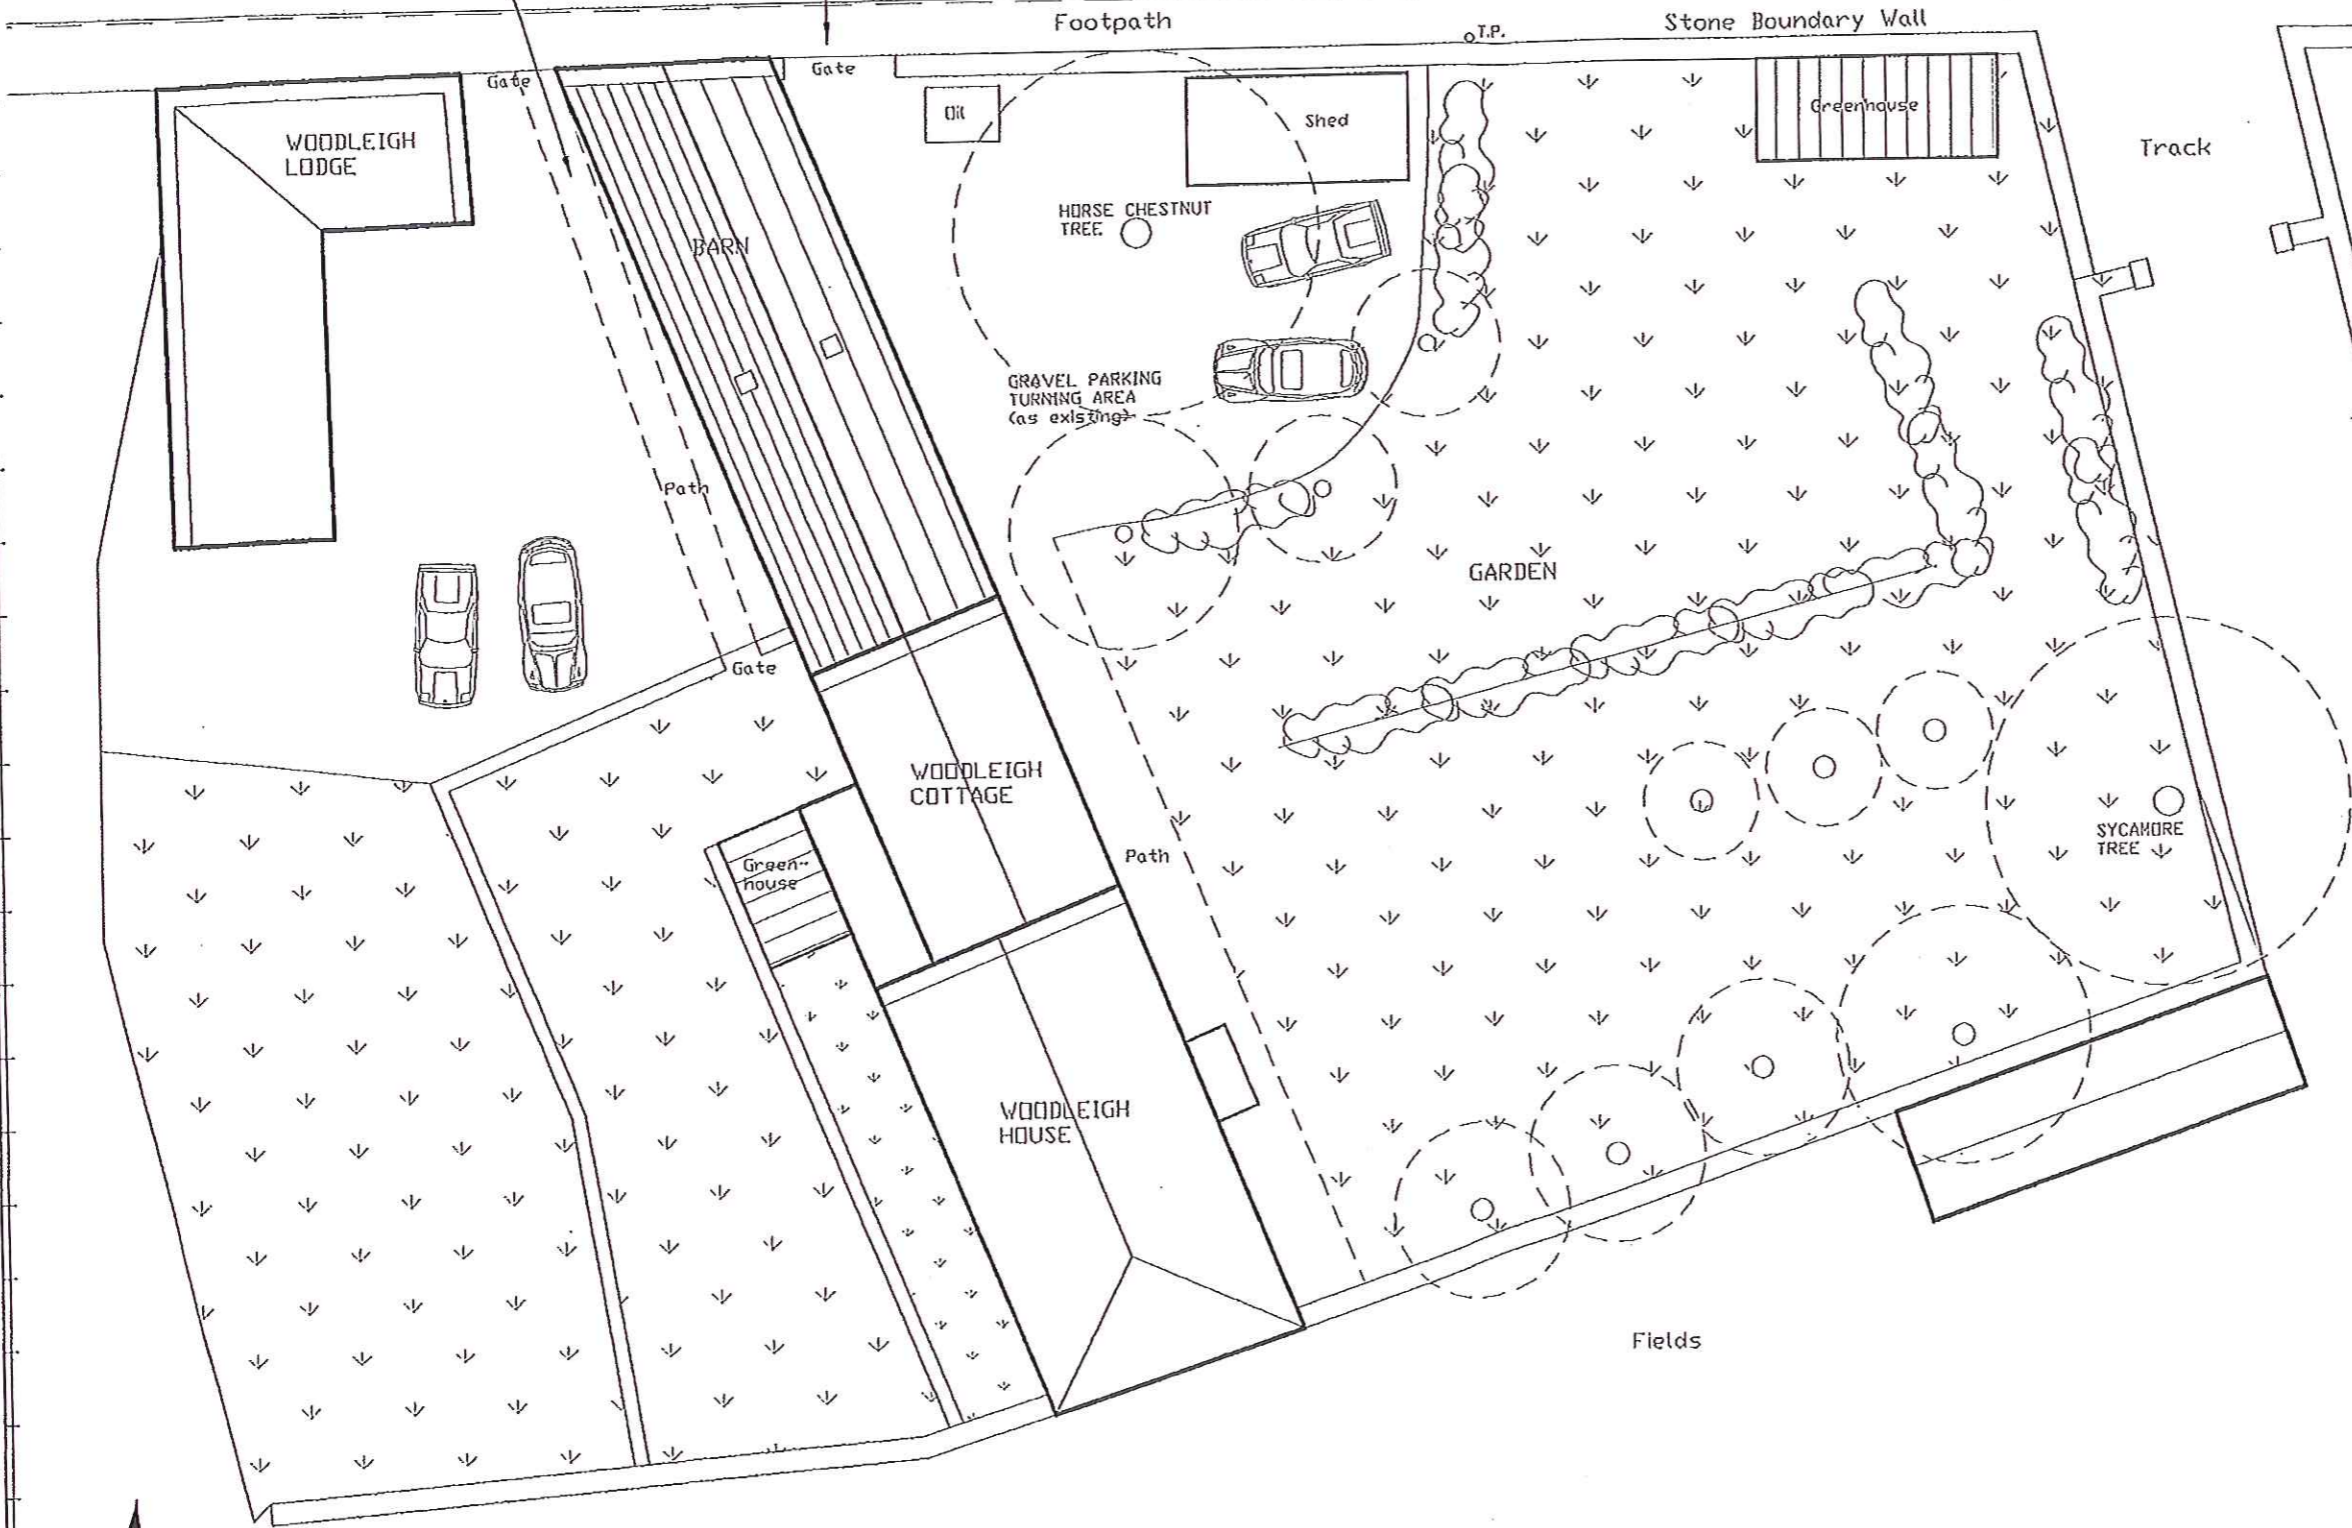 Footpath
T.P.
Stone Boundary Wall
Gate
Gate
Oil
Shed
Greenhouse
Track
WOODLEIGH
LODGE
BARN
HORSE CHESTNUT
TREE
GRAVEL PARKING
TURNING AREA
(as existing)
Path
GARDEN
Gate
WOODLEIGH
COTTAGE
Green-
house
Path
SYCAMORE
TREE
WOODLEIGH
HOUSE
Fields